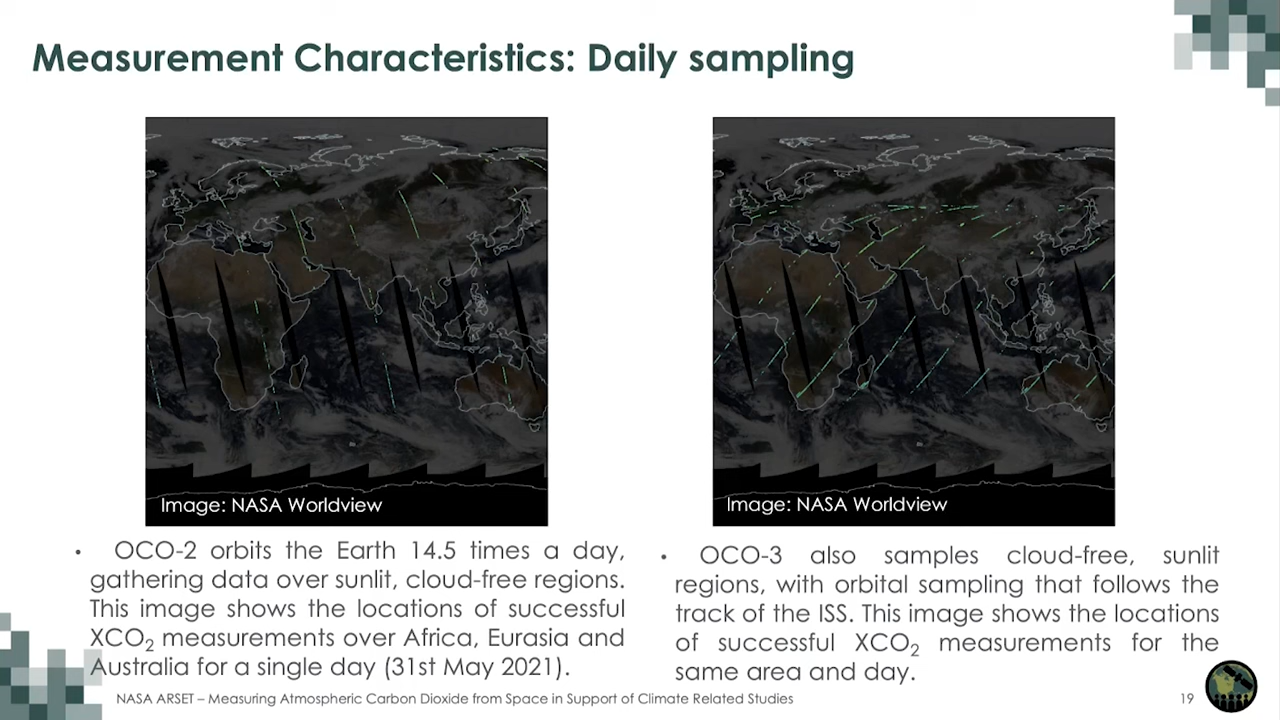 Measurement Characteristics: Daily sampling
Image: NASA Worldview
Image: NASA Worldview
• OCO-2 orbits the Earth 14.5 times a day,
gathering data over sunlit, cloud-free regions.
This image shows the locations of successful
XCO₂ measurements over Africa, Eurasia and
Australia for a single day (31st May 2021).
• OCO-3 also samples cloud-free, sunlit
regions, with orbital sampling that follows the
track of the ISS. This image shows the locations
of successful XCO₂ measurements for the
same area and day.
NASA ARSET – Measuring Atmospheric Carbon Dioxide from Space in Support of Climate Related Studies
19